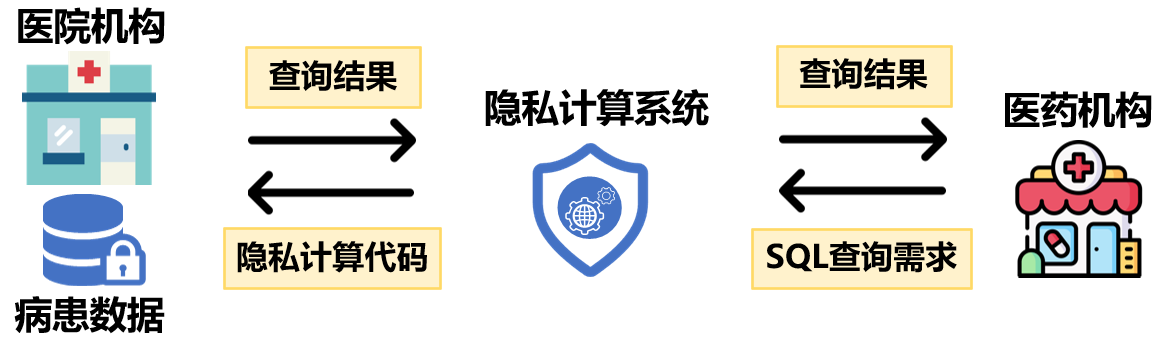 医院机构
病患数据
查询结果
隐私计算代码
隐私计算系统
查询结果
SQL查询需求
医药机构